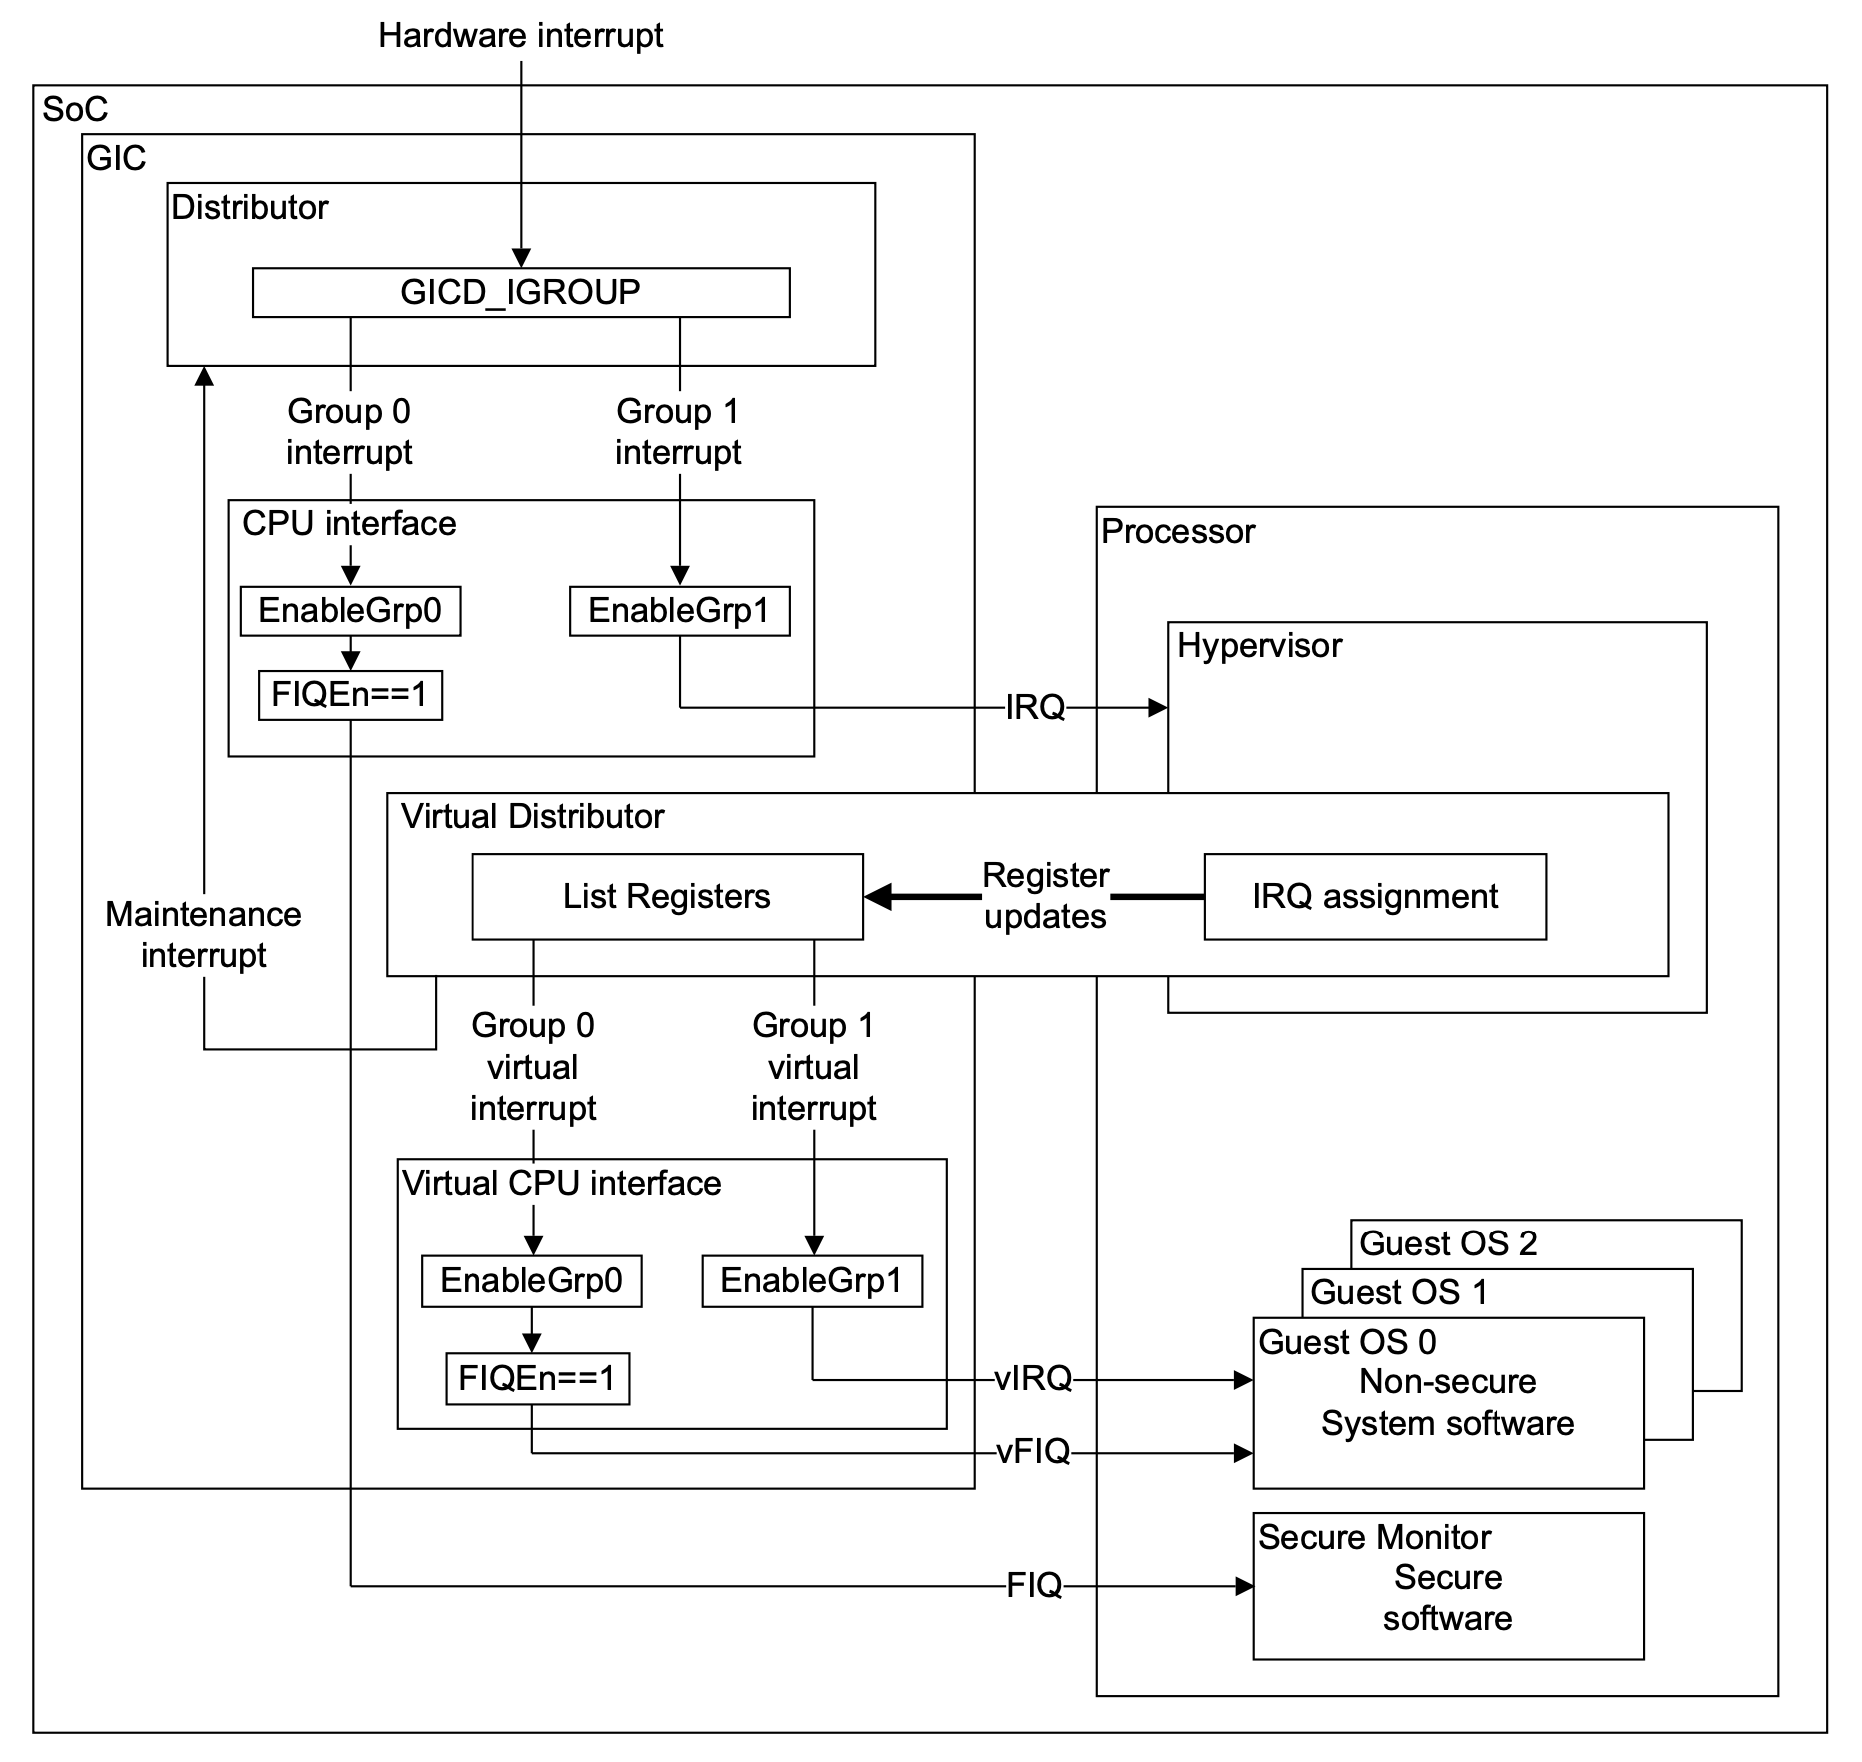 Hardware interrupt
SoC
GIC
Distributor
GICD_IGROUP
Group 0
interrupt
Group 1
interrupt
CPU interface
EnableGrp0
EnableGrp1
FIQEn==1
IRQ
Processor
Hypervisor
Virtual Distributor
List Registers
Register
updates
IRQ assignment
Maintenance
interrupt
Group 0
virtual
interrupt
Group 1
virtual
interrupt
Virtual CPU interface
EnableGrp0
EnableGrp1
FIQEn==1
vIRQ
vFIQ
Guest OS 2
Guest OS 1
Guest OS 0
Non-secure
System software
FIQ
Secure Monitor
Secure
software